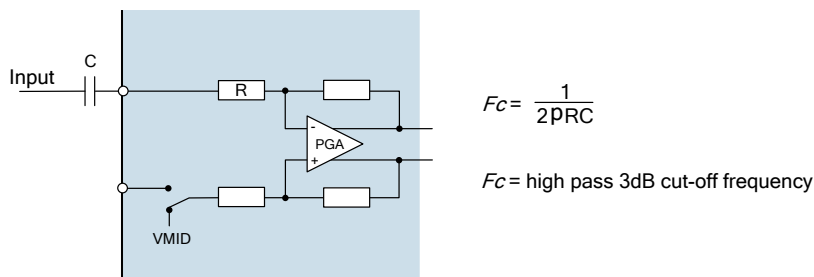 C
Input
R
-
PGA
+
VMID
Fc = 1
2pRC
Fc = high pass 3dB cut-off frequency